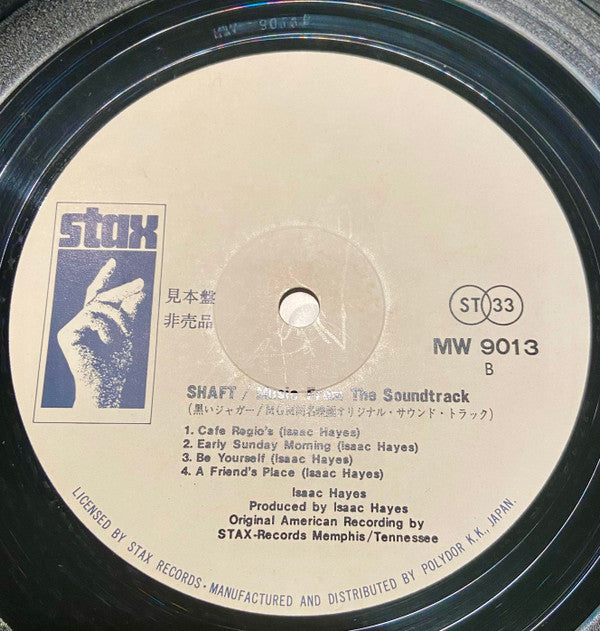 MW 9013
stax
見本盤
非売品
ST 33
MW 9013
B
SHAFT / Music From The Soundtrack
(黒いジャガー/MGM同名映画オリジナル・サウンド・トラック)
1. Cafe Regio's (Isaac Hayes)
2. Early Sunday Morning (Isaac Hayes)
3. Be Yourself (Isaac Hayes)
4. A Friend's Place (Isaac Hayes)
Isaac Hayes
Produced by Isaac Hayes
Original American Recording by
STAX-Records Memphis/Tennessee
LICENSED BY STAX RECORDS・MANUFACTURED AND DISTRIBUTED BY POLYDOR K.K., JAPAN.